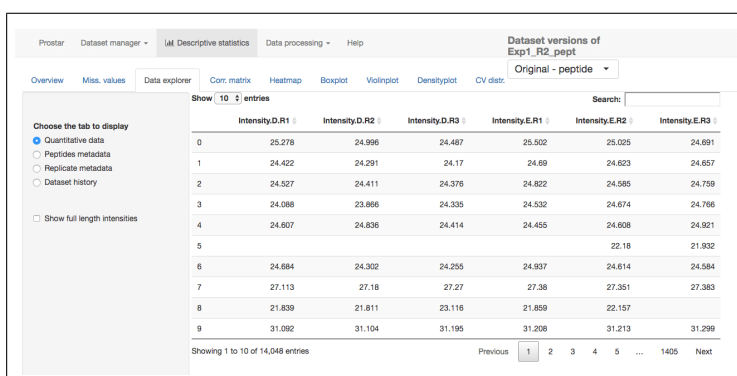 Prostar Dataset manager Descriptive statistics Data processing Help
Dataset versions of
Exp1_R2_pept
Original - peptide
Overview Miss. values Data explorer Corr. matrix Heatmap Boxplot Violinplot Densityplot CV distr.
Choose the tab to display
Quantitative data
Peptides metadata
Replicate metadata
Dataset history
Show full length intensities
Show 10 entries
Search:
Intensity.D.R1 Intensity.D.R2 Intensity.D.R3 Intensity.E.R1 Intensity.E.R2 Intensity.E.R3
0 25.278 24.996 24.487 25.502 25.025 24.691
1 24.422 24.291 24.17 24.69 24.623 24.657
2 24.527 24.411 24.376 24.822 24.585 24.759
3 24.088 23.866 24.335 24.532 24.674 24.766
4 24.607 24.836 24.414 24.455 24.608 24.921
5 22.18 21.932
6 24.684 24.302 24.255 24.937 24.614 24.584
7 27.113 27.18 27.27 27.38 27.351 27.383
8 21.839 21.811 23.116 21.859 22.157
9 31.092 31.104 31.195 31.208 31.213 31.299
Showing 1 to 10 of 14,048 entries
Previous 1 2 3 4 5 ... 1405 Next